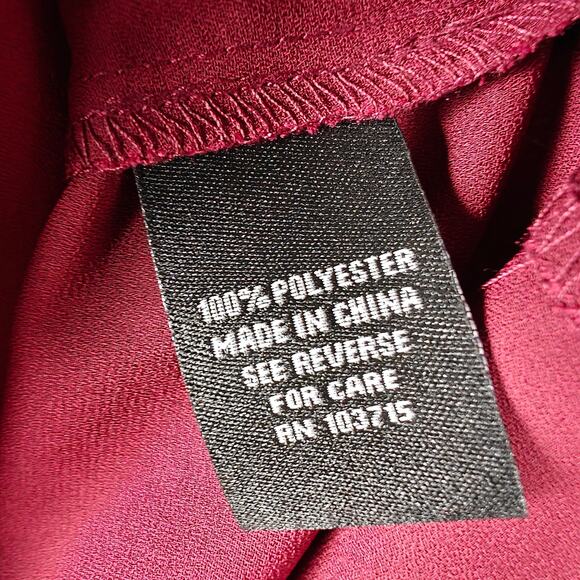 100% POLYESTER
MADE IN CHINA
SEE REVERSE
FOR CARE
RN 103715